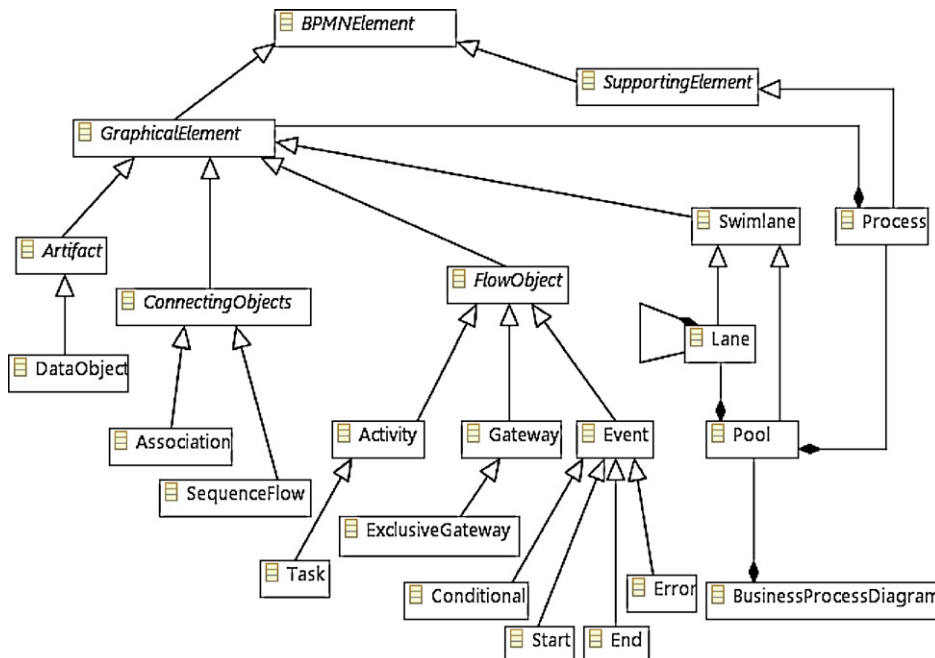 BPMNElement
SupportingElement
GraphicalElement
Swimlane
Process
Artifact
FlowObject
ConnectingObjects
Lane
DataObject
Association
Activity
Gateway
Event
Pool
SequenceFlow
ExclusiveGateway
Task
Conditional
Error
BusinessProcessDiagram
Start
End